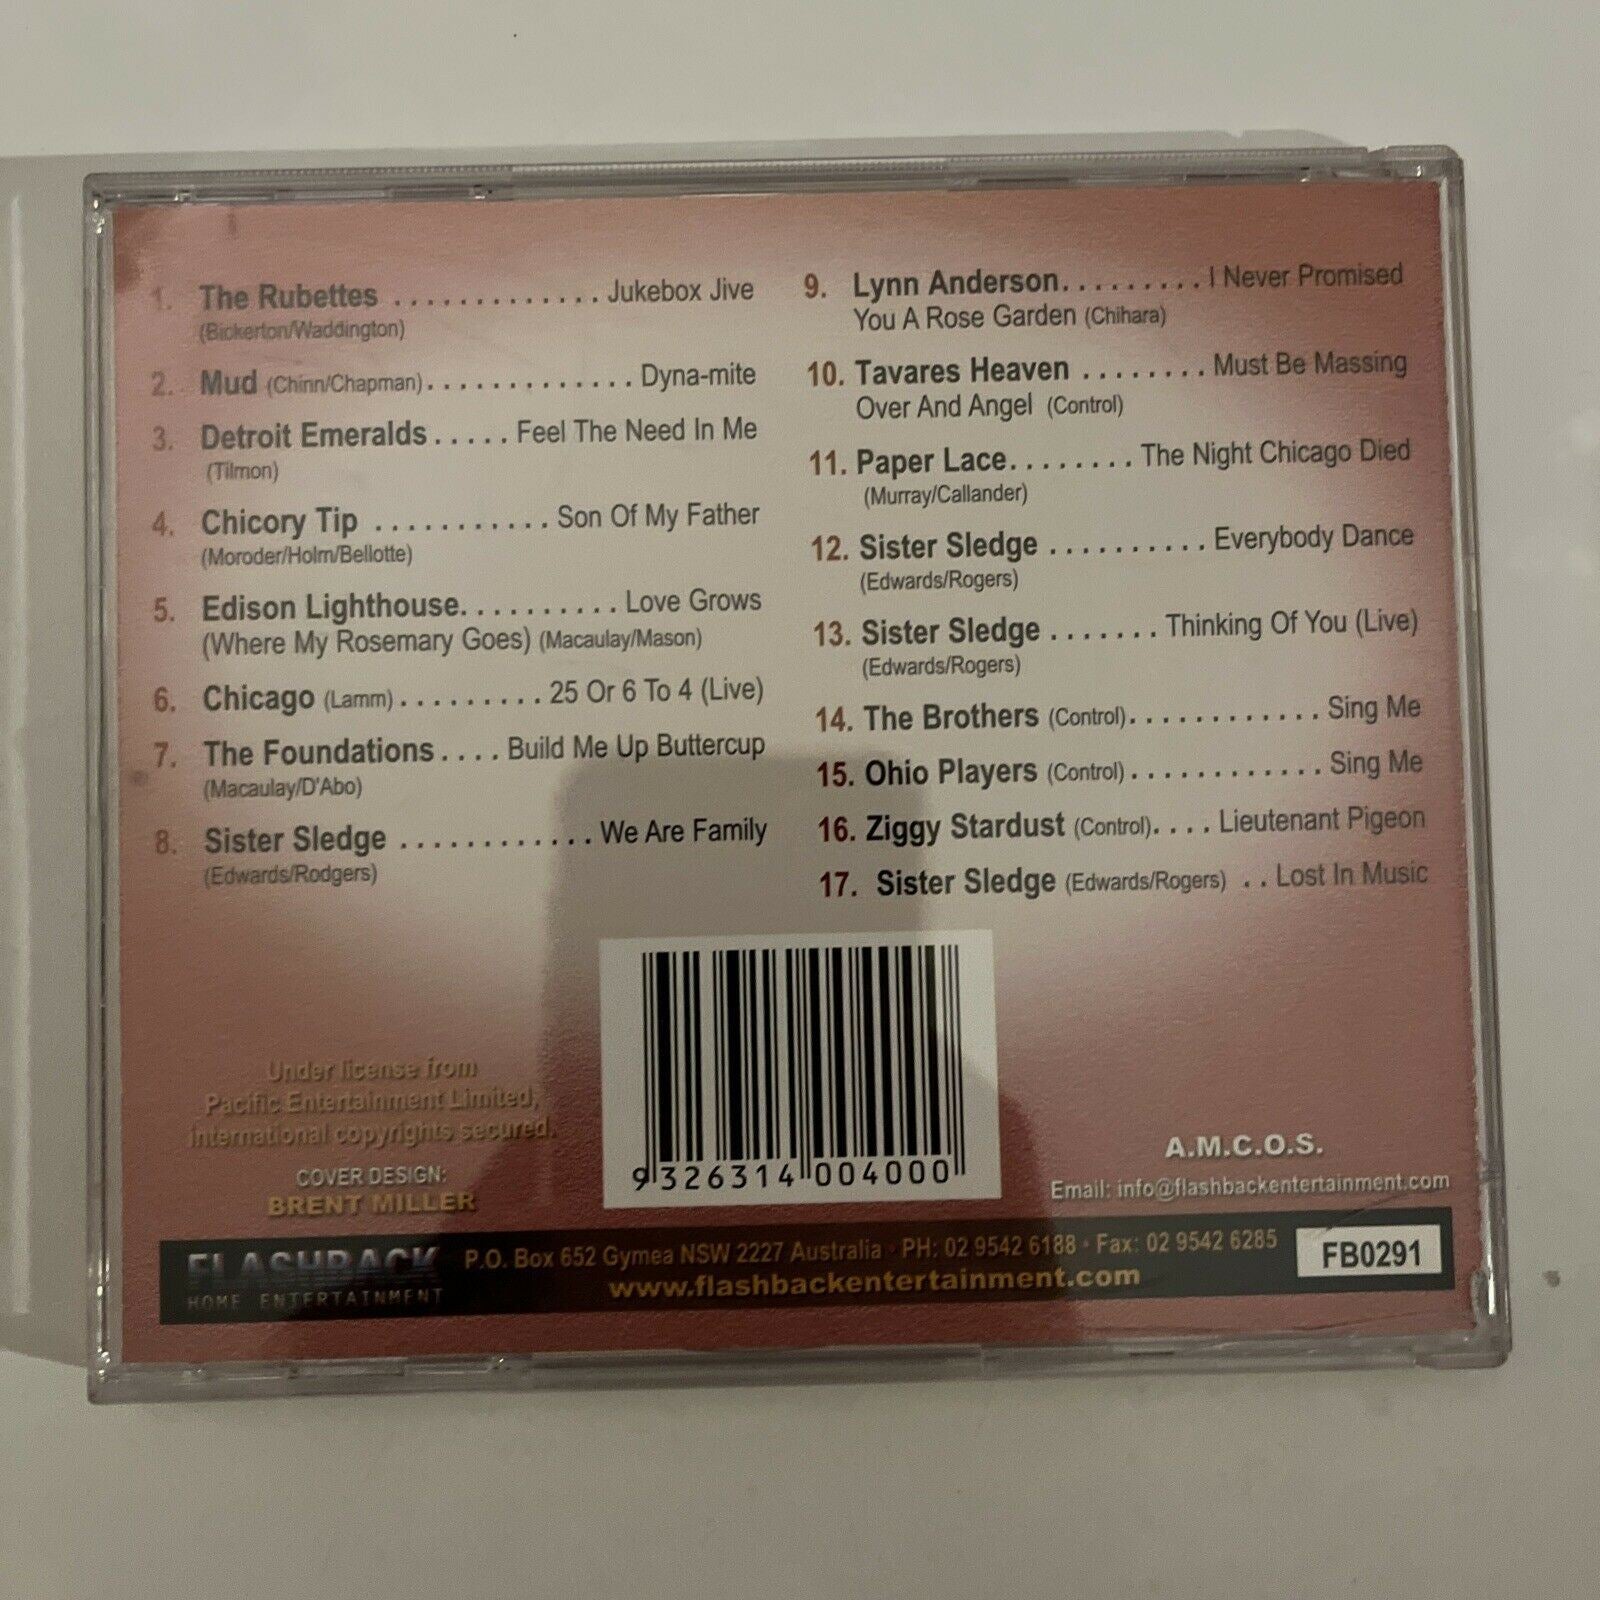 1. The Rubettes ............. Jukebox Jive
(Bickerton/Waddington)
2. Mud (Chinn/Chapman)............. Dyna-mite
3. Detroit Emeralds..... Feel The Need In Me
(Tilmon)
4. Chicory Tip ........... Son Of My Father
(Moroder/Holm/Bellotte)
5. Edison Lighthouse.......... Love Grows
(Where My Rosemary Goes) (Macaulay/Mason)
6. Chicago (Lamm)......... 25 Or 6 To 4 (Live)
7. The Foundations.... Build Me Up Buttercup
(Macaulay/D'Abo)
8. Sister Sledge ............ We Are Family
(Edwards/Rodgers)
9. Lynn Anderson......... I Never Promised
You A Rose Garden (Chihara)
10. Tavares Heaven ........ Must Be Massing
Over And Angel (Control)
11. Paper Lace........ The Night Chicago Died
(Murray/Callander)
12. Sister Sledge .......... Everybody Dance
(Edwards/Rogers)
13. Sister Sledge ....... Thinking Of You (Live)
(Edwards/Rogers)
14. The Brothers (Control)............ Sing Me
15. Ohio Players (Control)............ Sing Me
16. Ziggy Stardust (Control).... Lieutenant Pigeon
17. Sister Sledge (Edwards/Rogers) .. Lost In Music
Under license from
Pacific Entertainment Limited,
International copyrights secured.
COVER DESIGN:
BRENT MILLER
9 326314 004000
A.M.C.O.S.
Email: info@flashbackentertainment.com
FLASHBACK
HOME ENTERTAINMENT
P.O. Box 652 Gymea NSW 2227 Australia · PH: 02 9542 6188 · Fax: 02 9542 6285
www.flashbackentertainment.com
FB0291